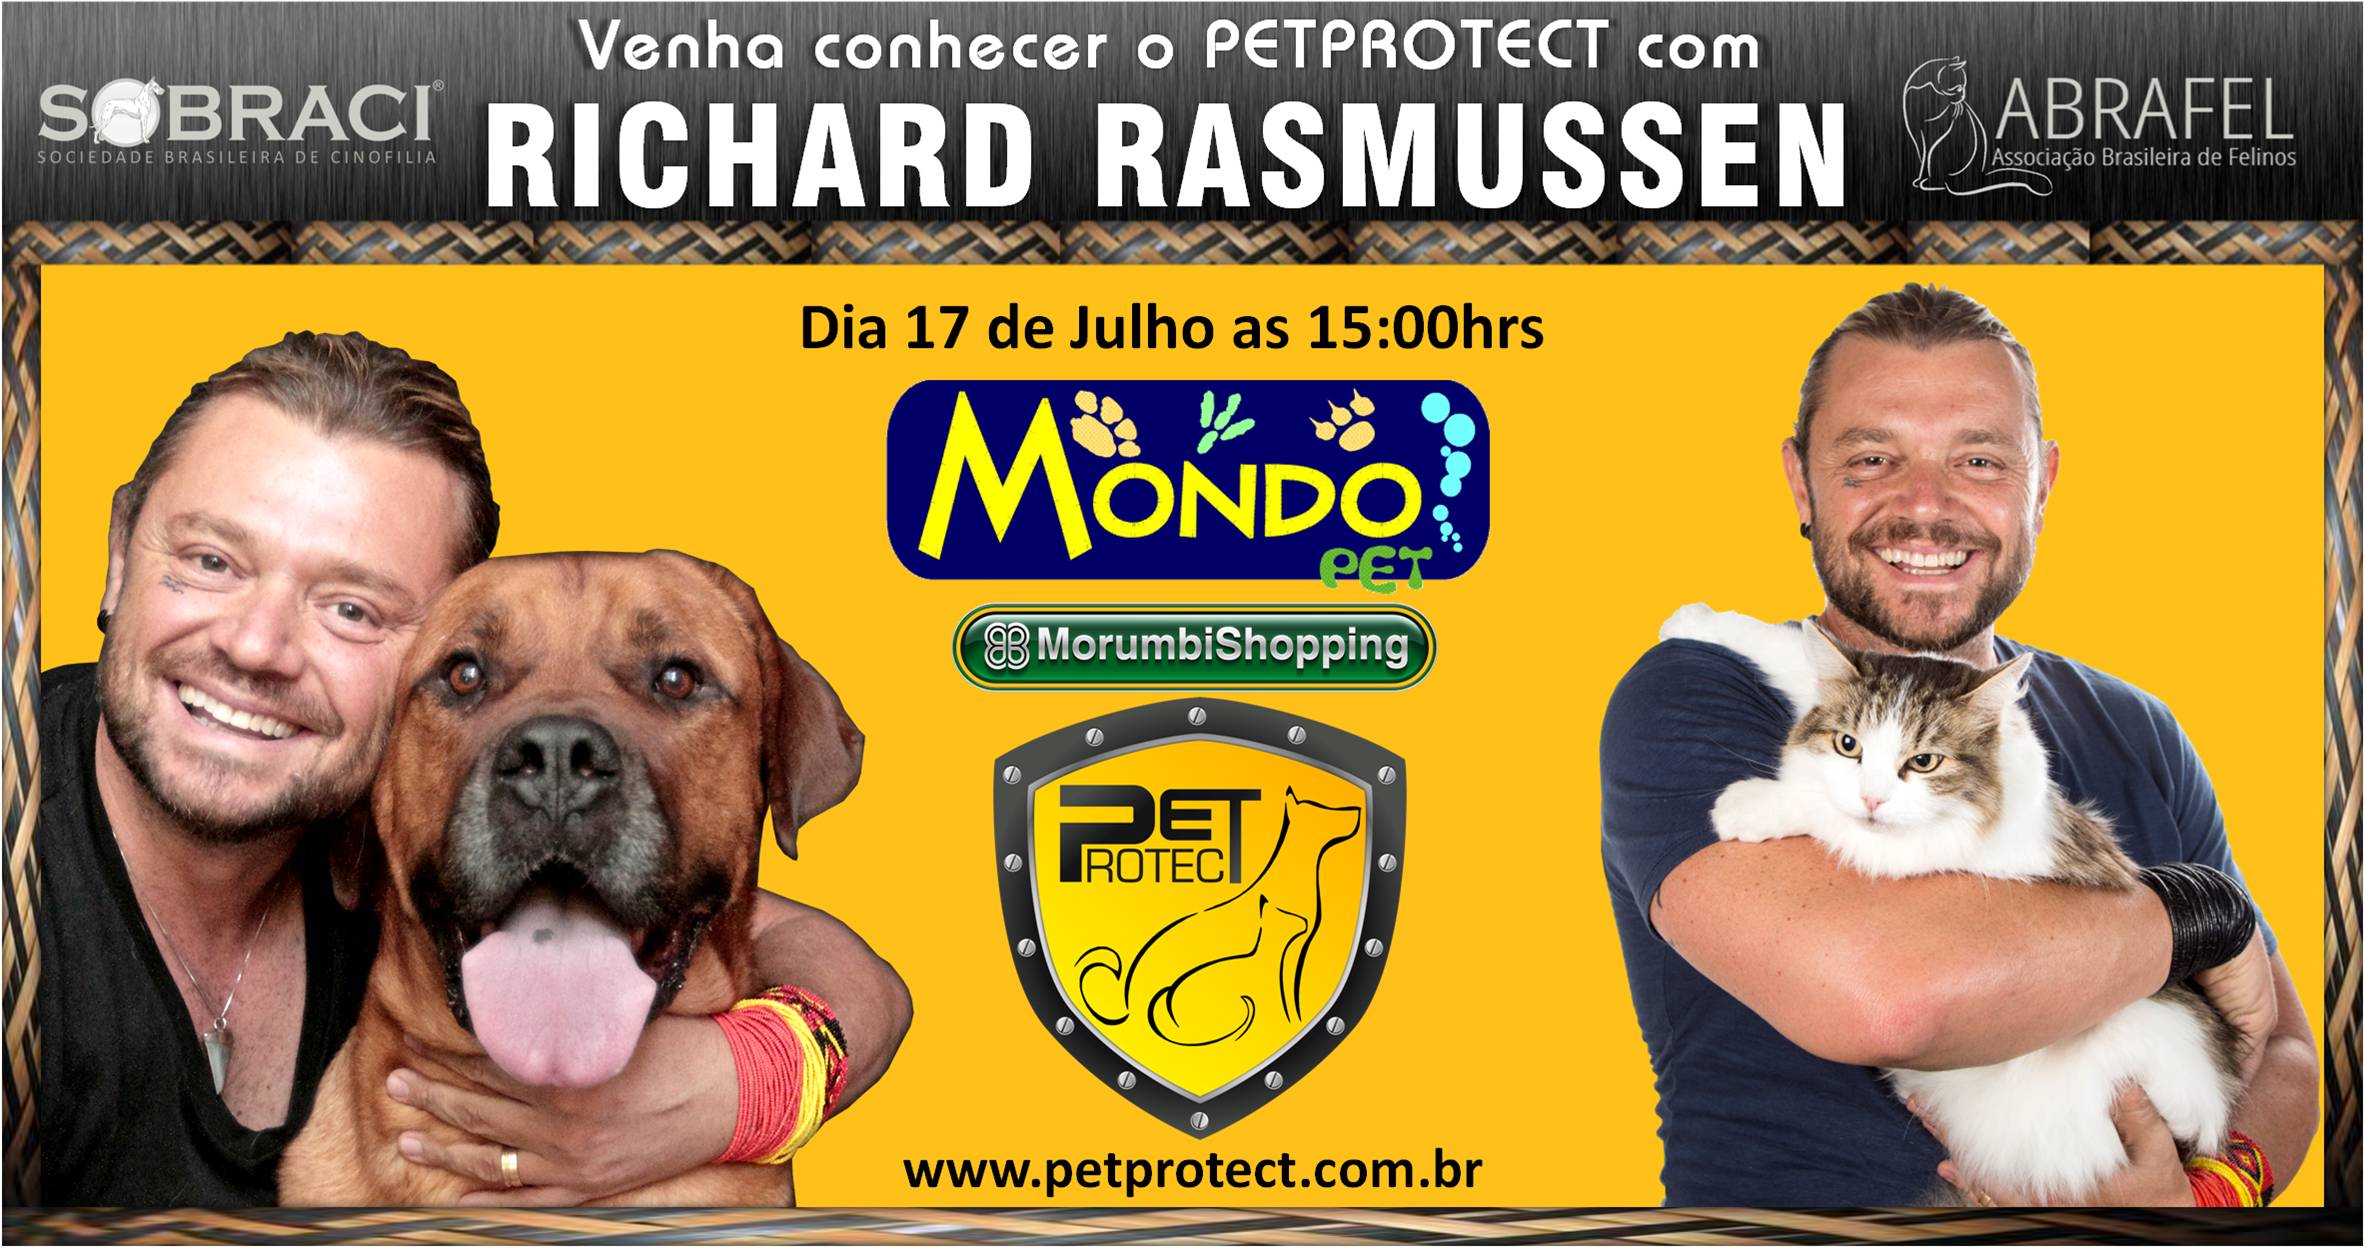 Venha conhecer o PETPROTECT com
SOBRACI®
SOCIEDADE BRASILEIRA DE CINOFILIA
RICHARD RASMUSSEN
ABRAFEL
Associação Brasileira de Felinos
Dia 17 de Julho as 15:00hrs
MONDO
PET
MorumbiShopping
PET
PROTECT
www.petprotect.com.br